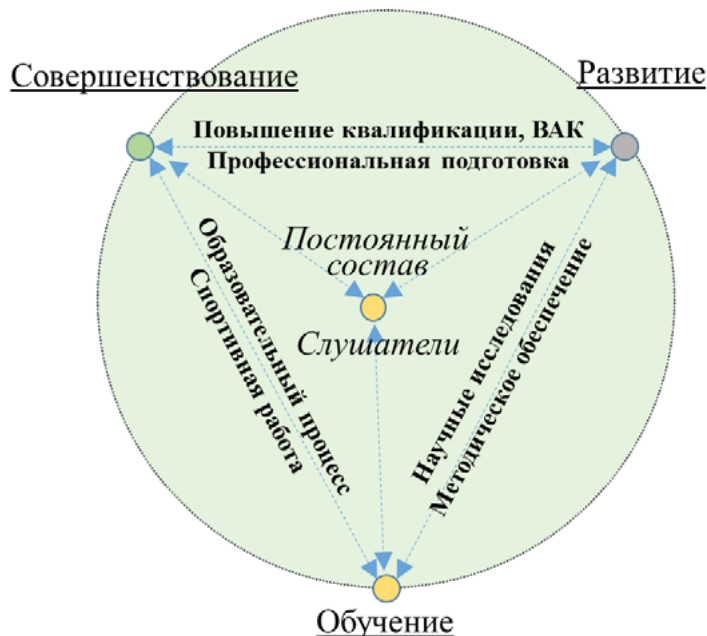 Совершенствование
Развитие
Повышение квалификации, ВАК
Профессиональная подготовка
Постоянный
состав
Слушатели
Образовательный процесс
Спортивная работа
Научные исследования
Методическое обеспечение
Обучение